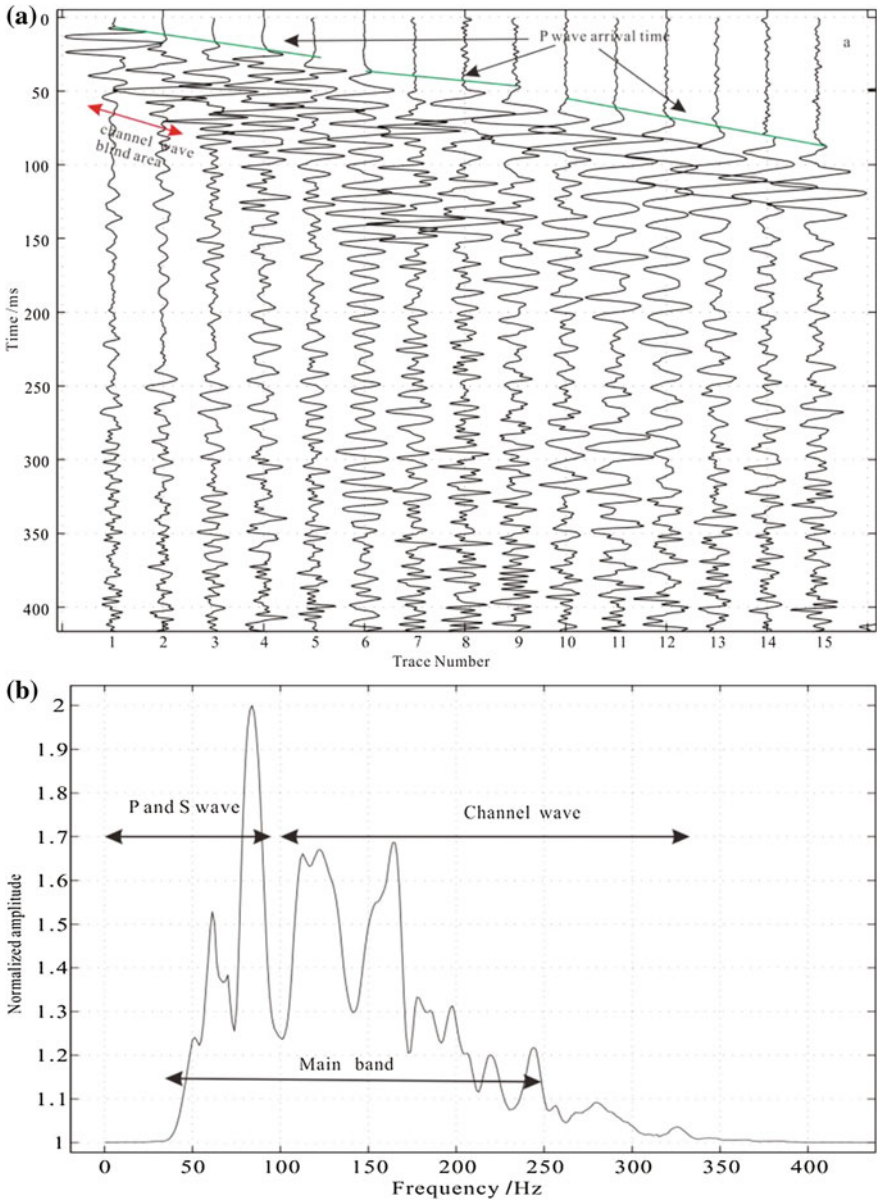 (a)
0
P wave arrival time
a
50
channel wave
blind area
100
150
200
Time /ms
250
300
350
400
1 2 3 4 5 6 7 8 9 10 11 12 13 14 15
Trace Number
(b)
2
1.9
1.8
P and S wave
Channel wave
1.7
1.6
Normalized amplitude
1.5
1.4
1.3
1.2
Main band
1.1
1
0 50 100 150 200 250 300 350 400
Frequency /Hz